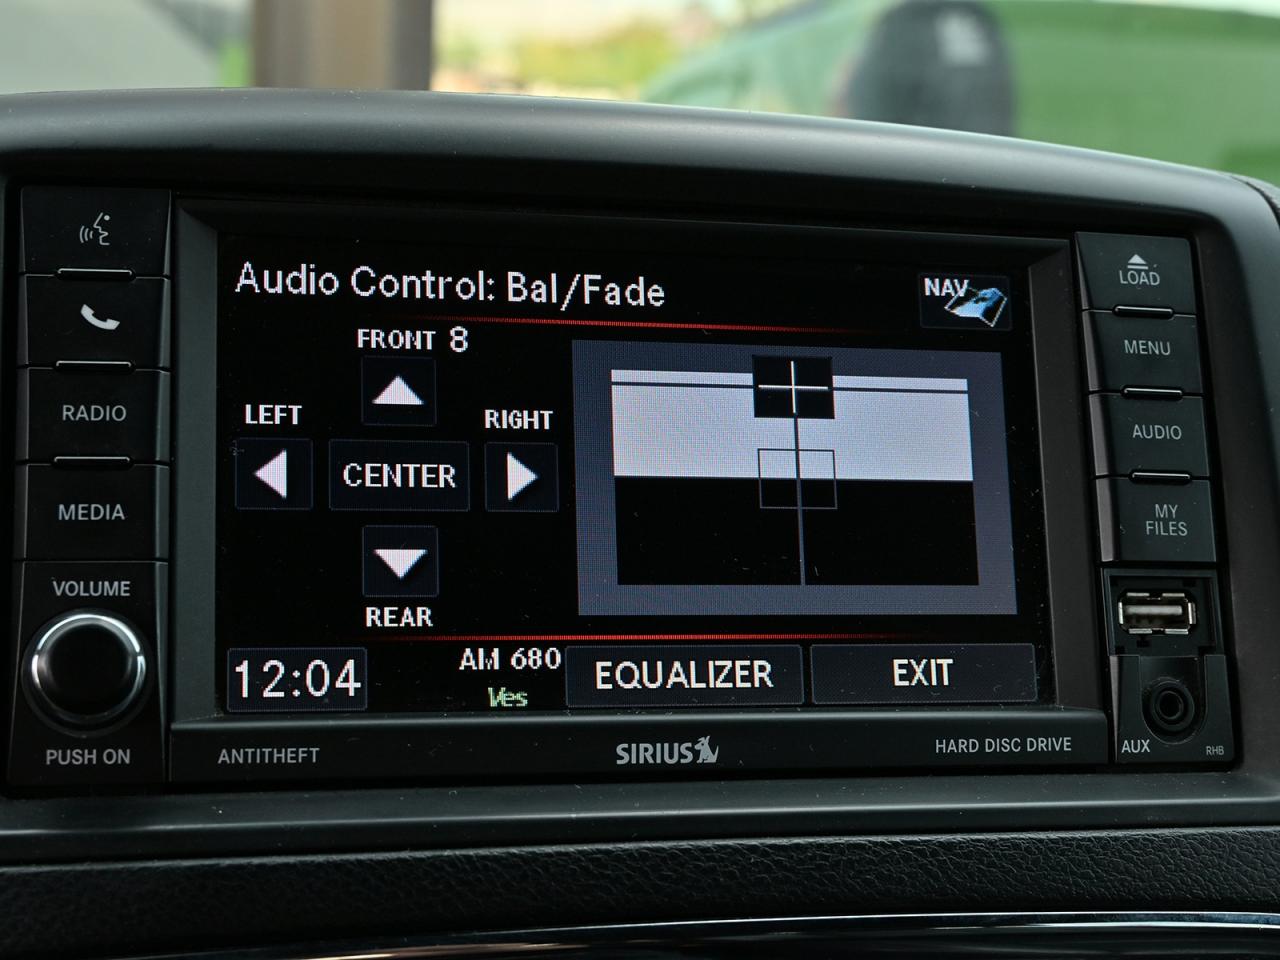 RADIO
MEDIA
VOLUME
PUSH ON
Audio Control: Bal/Fade
NAV
FRONT 8
LEFT
RIGHT
CENTER
REAR
12:04
AM 680
EQUALIZER
EXIT
ANTITHEFT
SIRIUS
HARD DISC DRIVE
LOAD
MENU
AUDIO
MY
FILES
AUX
RHB